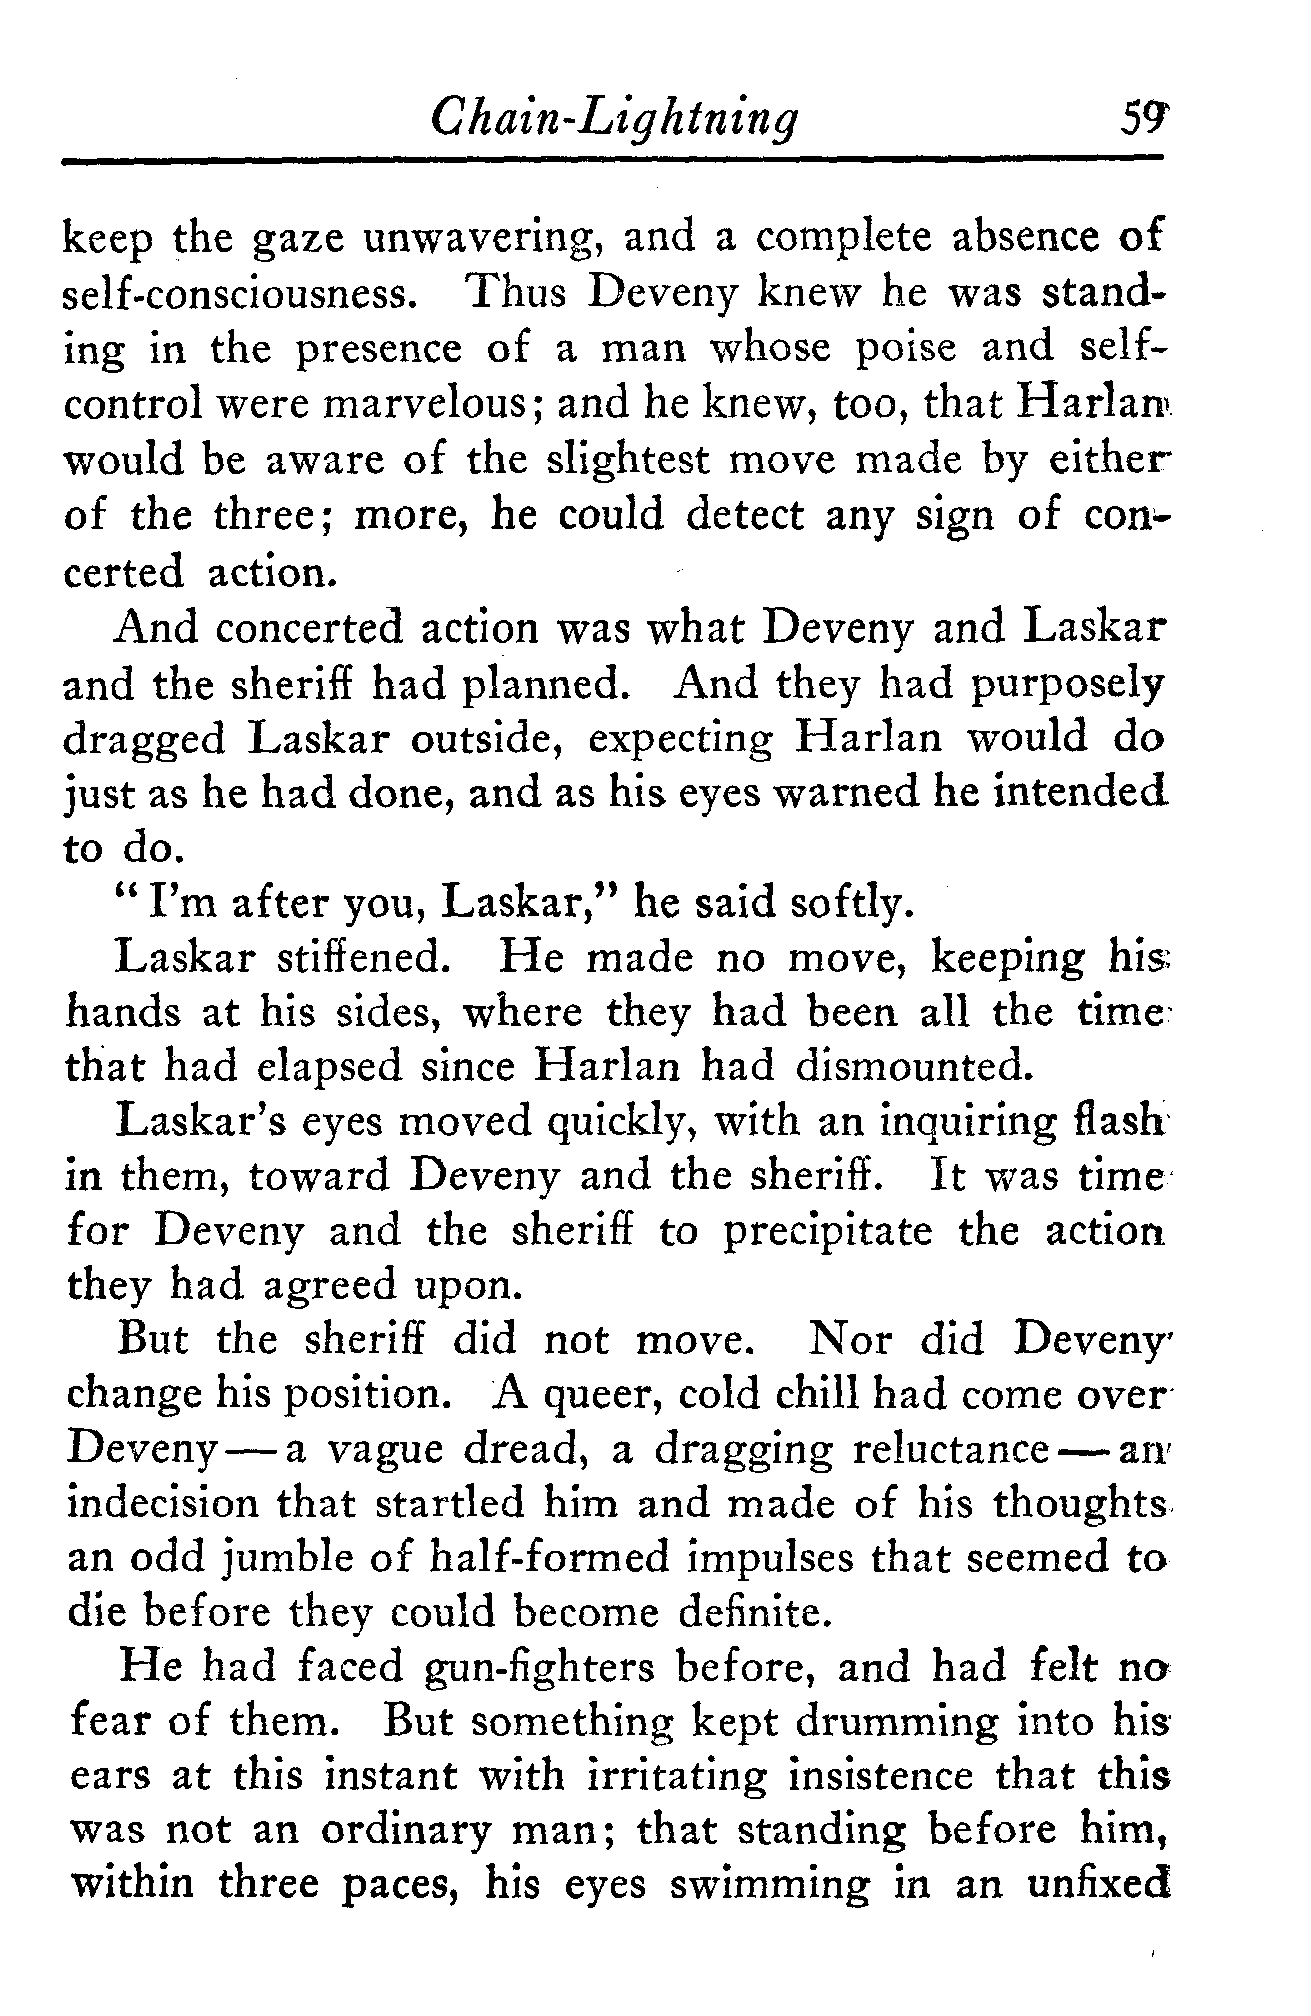 Chain-Lightning 59
keep the gaze unwavering, and a complete absence of
self-consciousness. Thus Deveny knew he was stand-
ing in the presence of a man whose poise and self-
control were marvelous; and he knew, too, that Harlan
would be aware of the slightest move made by either
of the three; more, he could detect any sign of con-
certed action.
And concerted action was what Deveny and Laskar
and the sheriff had planned. And they had purposely
dragged Laskar outside, expecting Harlan would do
just as he had done, and as his eyes warned he intended
to do.
"I'm after you, Laskar," he said softly.
Laskar stiffened. He made no move, keeping his
hands at his sides, where they had been all the time
that had elapsed since Harlan had dismounted.
Laskar's eyes moved quickly, with an inquiring flash
in them, toward Deveny and the sheriff. It was time
for Deveny and the sheriff to precipitate the action
they had agreed upon.
But the sheriff did not move. Nor did Deveny
change his position. A queer, cold chill had come over
Deveny — a vague dread, a dragging reluctance — an
indecision that startled him and made of his thoughts
an odd jumble of half-formed impulses that seemed to
die before they could become definite.
He had faced gun-fighters before, and had felt no
fear of them. But something kept drumming into his
ears at this instant with irritating insistence that this
was not an ordinary man; that standing before him,
within three paces, his eyes swimming in an unfixed